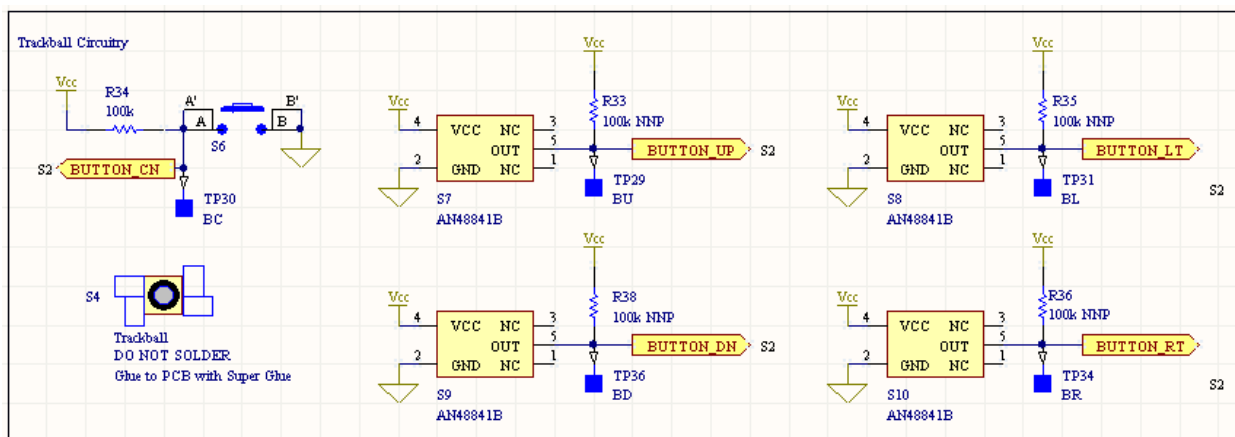 Trackball Circuitry
Vcc
R34
100k
A'
B'
A
B
S6
S2
BUTTON_CN
TP30
BC
S4
Trackball
DO NOT SOLDER
Glue to PCB with Super Glue
Vcc
Vcc
R33
100k NNP
4
VCC NC
3
OUT
5
BUTTON_UP
S2
2
GND NC
1
S7
AN48841B
TP29
BU
Vcc
Vcc
R35
100k NNP
4
VCC NC
3
OUT
5
BUTTON_LT
S2
2
GND NC
1
S8
AN48841B
TP31
BL
Vcc
Vcc
R38
100k NNP
4
VCC NC
3
OUT
5
BUTTON_DN
S2
2
GND NC
1
S9
AN48841B
TP36
BD
Vcc
Vcc
R36
100k NNP
4
VCC NC
3
OUT
5
BUTTON_RT
S2
2
GND NC
1
S10
AN48841B
TP34
BR